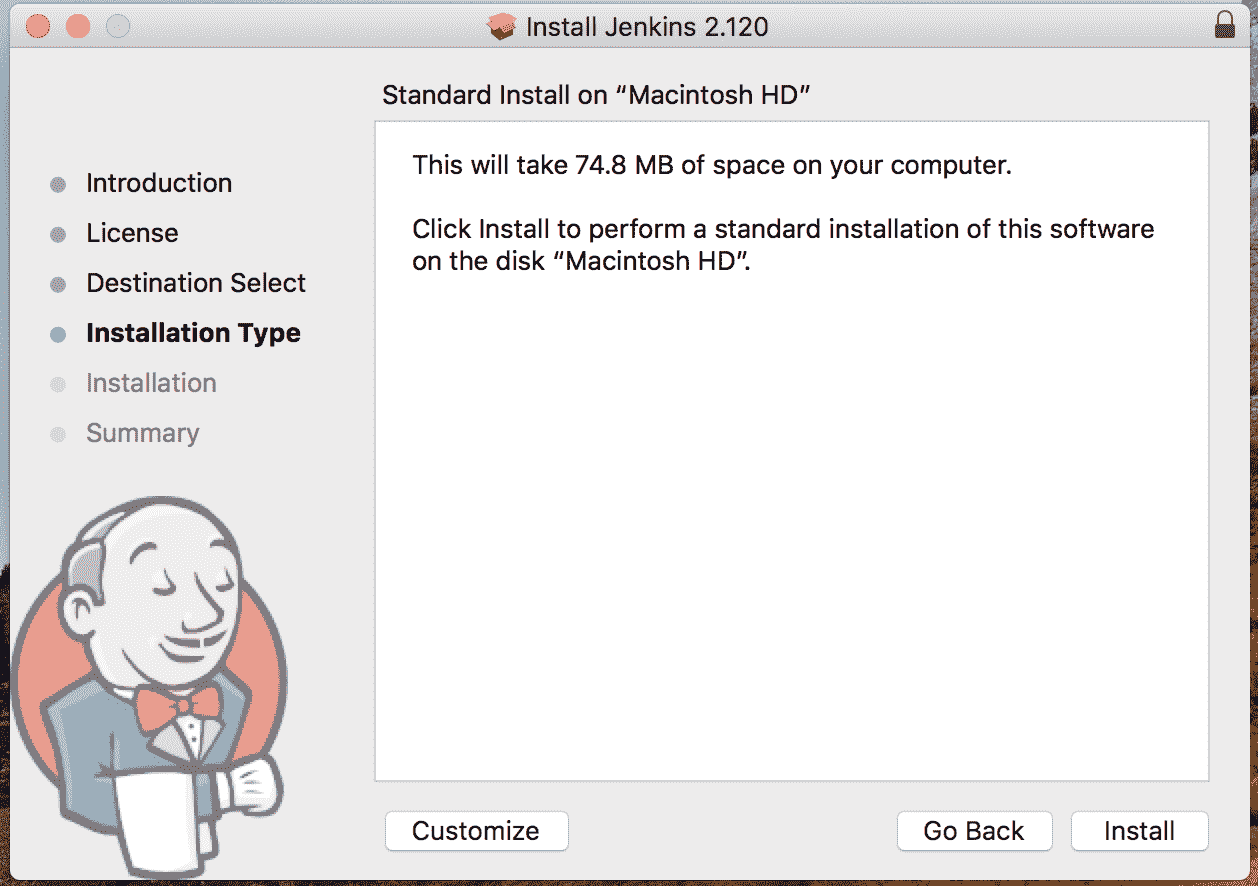 Install Jenkins 2.120
Standard Install on “Macintosh HD”
Introduction
License
Destination Select
Installation Type
Installation
Summary
This will take 74.8 MB of space on your computer.
Click Install to perform a standard installation of this software
on the disk “Macintosh HD”.
Customize
Go Back
Install